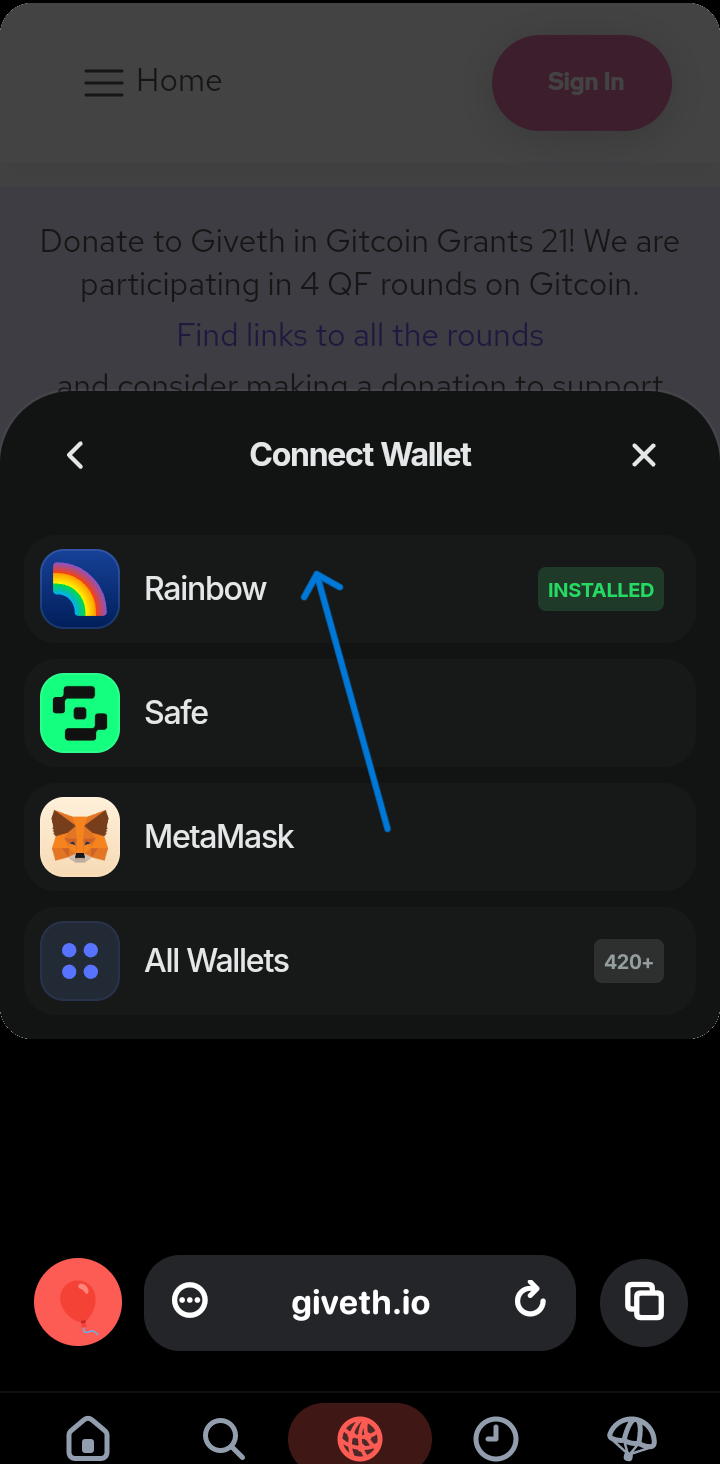 Home
Sign In
Donate to Giveth in Gitcoin Grants 21! We are
participating in 4 QF rounds on Gitcoin.
Find links to all the rounds
and consider making a donation to support
Connect Wallet
Rainbow
INSTALLED
Safe
MetaMask
All Wallets
420+
giveth.io